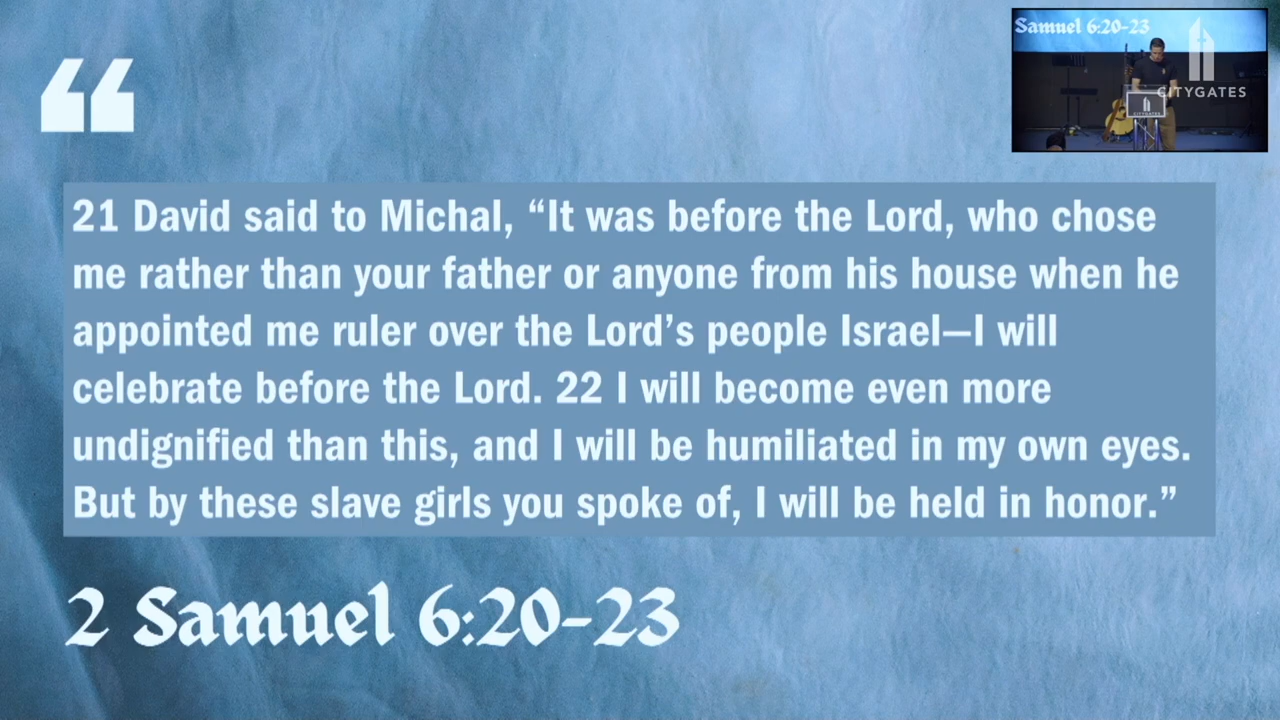 “
Samuel 6:20-23
CITYGATES
CITYGATES
21 David said to Michal, “It was before the Lord, who chose
me rather than your father or anyone from his house when he
appointed me ruler over the Lord’s people Israel—I will
celebrate before the Lord. 22 I will become even more
undignified than this, and I will be humiliated in my own eyes.
But by these slave girls you spoke of, I will be held in honor.”
2 Samuel 6:20-23